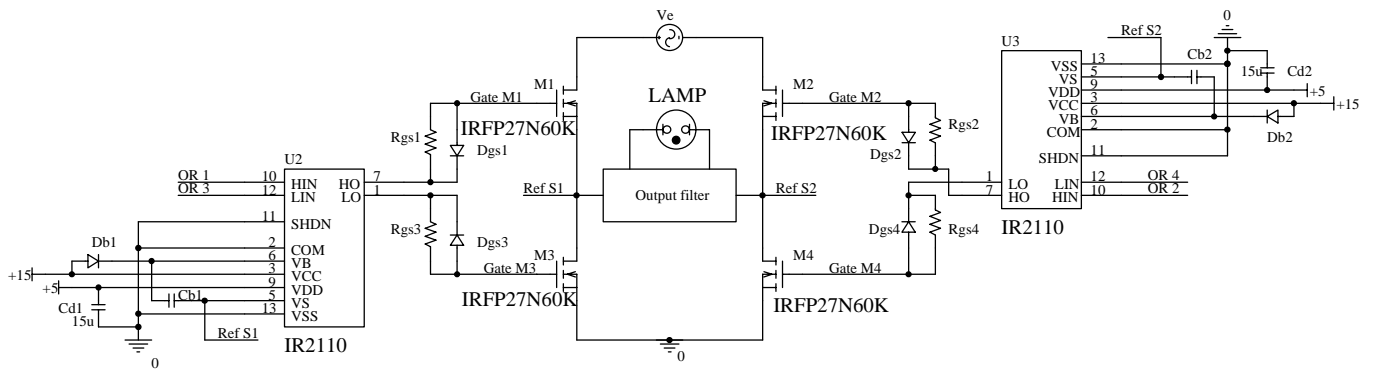 Ve
0
Ref S2
U3
Cb2
13
VSS
5
VS
15u
Cd2
9
VDD
+5
3
VCC
+15
6
VB
2
COM
Db2
11
SHDN
1
LO
12
LIN
OR 4
7
HO
10
HIN
OR 2
IR2110
M1
Gate M1
IRFP27N60K
LAMP
M2
Gate M2
IRFP27N60K
Rgs1
Dgs1
Dgs2
Rgs2
U2
OR 1
10
HIN
HO
7
OR 3
12
LIN
LO
1
Ref S1
Output filter
Ref S2
11
SHDN
Rgs3
Dgs3
Dgs4
Rgs4
Db1
2
COM
6
VB
+15
3
VCC
+5
9
VDD
Cb1
5
VS
Cd1
15u
13
VSS
Ref S1
IR2110
0
M3
Gate M3
IRFP27N60K
M4
Gate M4
IRFP27N60K
0